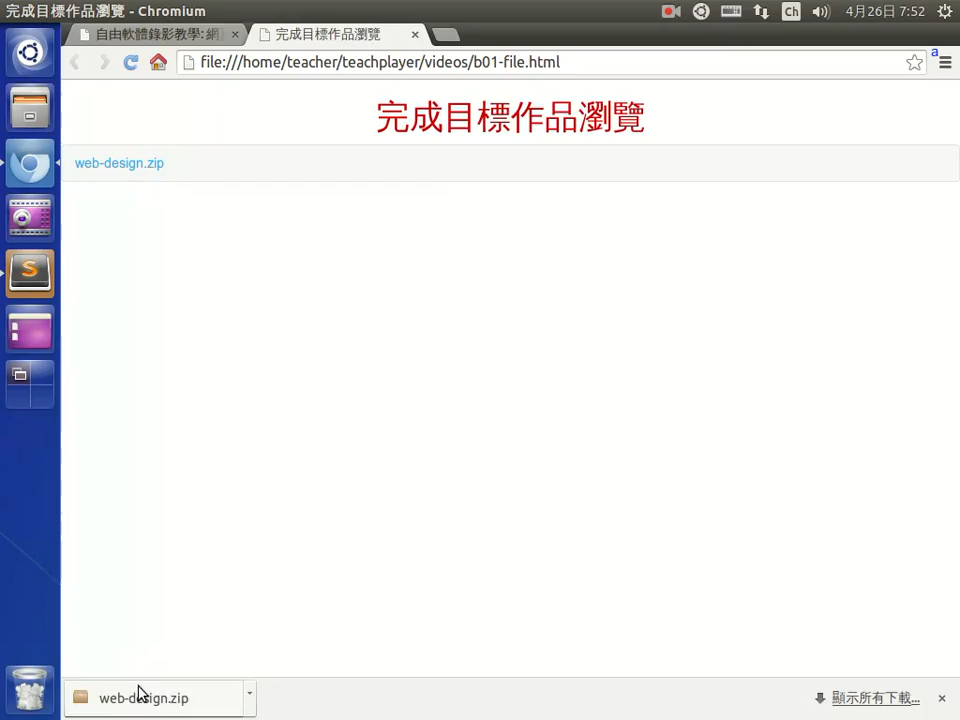 完成目標作品瀏覽 - Chromium
Ch
4月26日 7:52
自由軟體錄影教學: 網
完成目標作品瀏覽
file:///home/teacher/teachplayer/videos/b01-file.html
a
完成目標作品瀏覽
web-design.zip
web-design.zip
顯示所有下載...